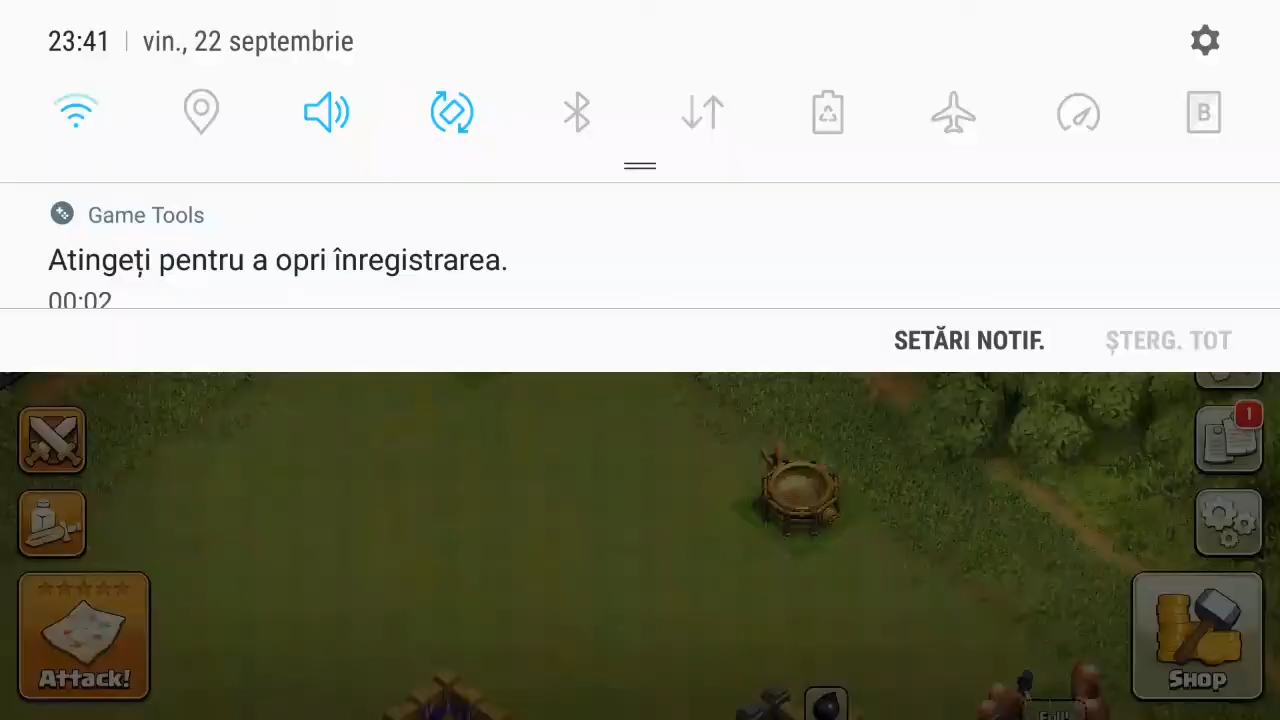 23:41 | vin., 22 septembrie
B
Game Tools
Atingeți pentru a opri înregistrarea.
00:02
SETĂRI NOTIF. ȘTERG. TOT
1
Attack!
Shop
Full!